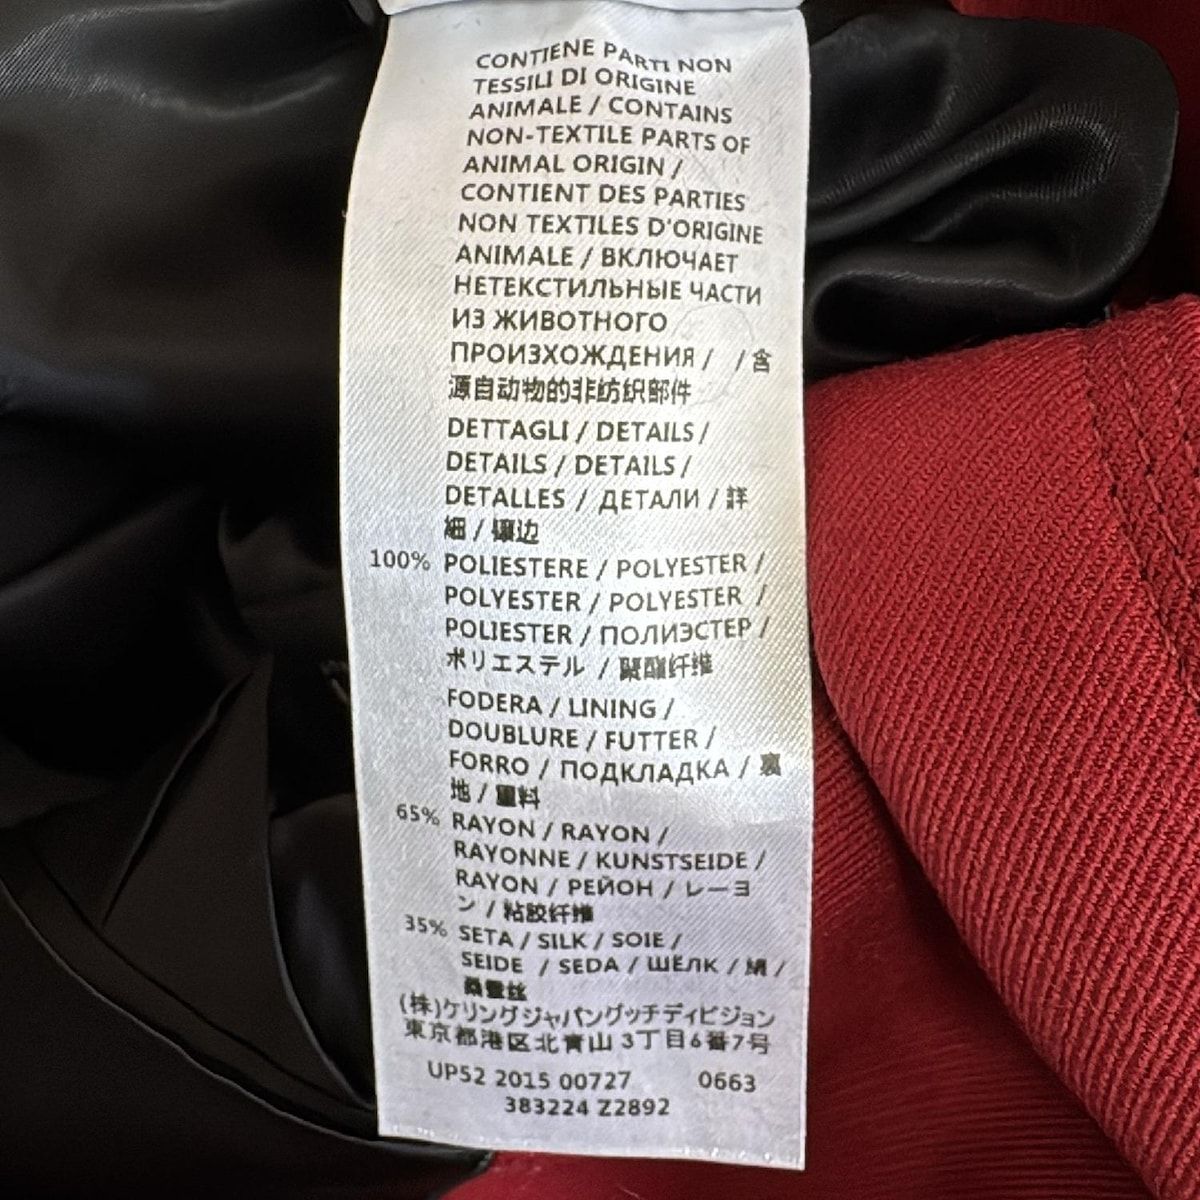 CONTIENE PARTI NON
TESSILI DI ORIGINE
ANIMALE / CONTAINS
NON-TEXTILE PARTS OF
ANIMAL ORIGIN /
CONTIENT DES PARTIES
NON TEXTILES D'ORIGINE
ANIMALE / ВКЛЮЧАЕТ
НЕТЕКСТИЛЬНЫЕ ЧАСТИ
ИЗ ЖИВОТНОГО
ПРОИЗХОЖДЕНИЯ / / 含
源自动物的非纺织部件
DETTAGLI / DETAILS /
DETAILS / DETAILS /
DETALLES / ДЕТАЛИ / 詳
細 / 镶边
100% POLIESTERE / POLYESTER /
POLYESTER / POLYESTER /
POLIESTER / ПОЛИЭСТЕР /
ポリエステル / 聚酯纤维
FODERA / LINING /
DOUBLURE / FUTTER /
FORRO / ПОДКЛАДКА / 裏
地 / 里料
65% RAYON / RAYON /
RAYONNE / KUNSTSEIDE /
RAYON / РЕЙОН / レーヨ
ン / 粘胶纤维
35% SETA / SILK / SOIE /
SEIDE / SEDA / ШЕЛК / 絹 /
桑蚕丝
(株)ケリングジャパングッチディビジョン
東京都港区北青山 3丁目6番7号
UP52 2015 00727 0663
383224 Z2892